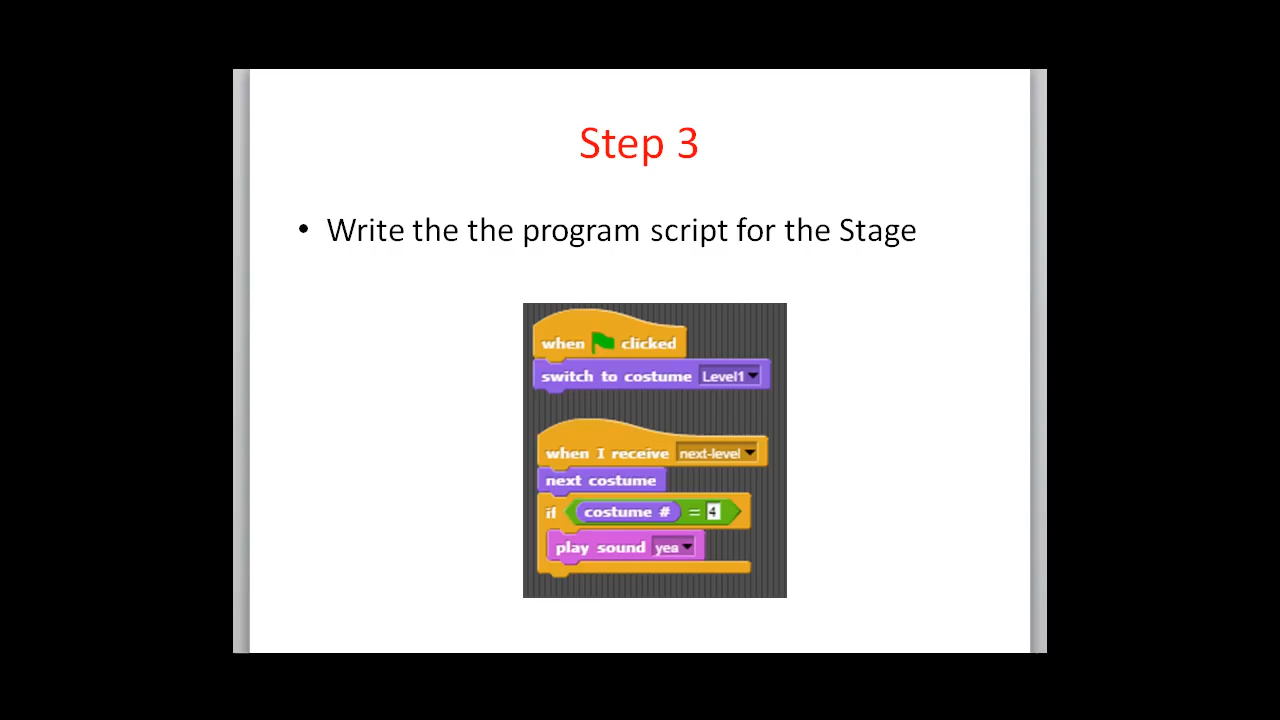 Step 3
• Write the the program script for the Stage
when clicked
switch to costume Level1
when I receive next-level
next costume
if costume # = 4
play sound yea